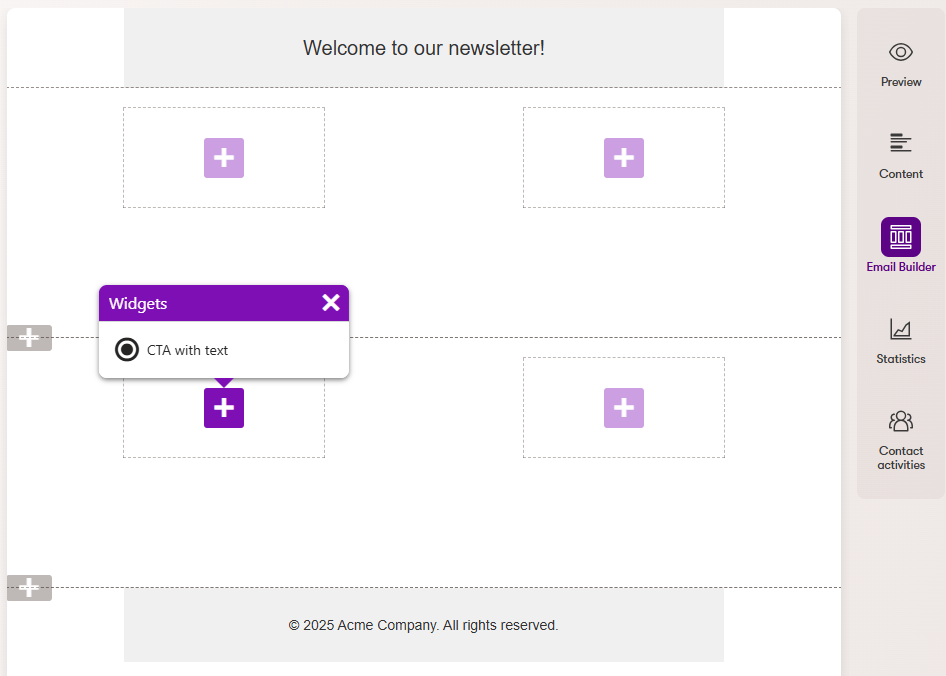 Welcome to our newsletter!
Preview
Content
Email Builder
Widgets
CTA with text
Statistics
Contact
activities
© 2025 Acme Company. All rights reserved.